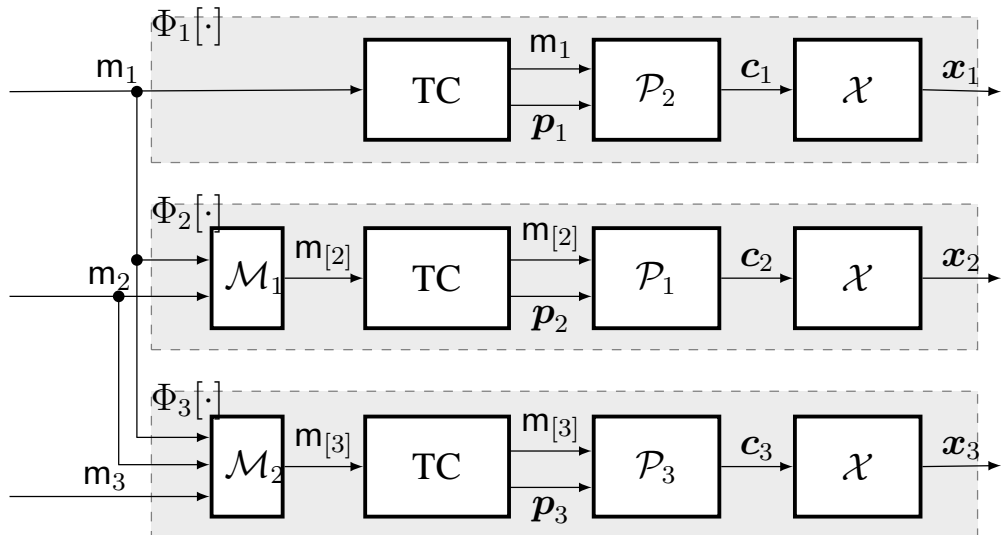 Φ₁[·]
m₁ TC m₁ 𝒑₁ 𝒫₂ 𝒄₁ 𝒳 𝒙₁
Φ₂[·]
m₂ ℳ₁ m[2] TC m[2] 𝒑₂ 𝒫₁ 𝒄₂ 𝒳 𝒙₂
Φ₃[·]
m₃ ℳ₂ m[3] TC m[3] 𝒑₃ 𝒫₃ 𝒄₃ 𝒳 𝒙₃